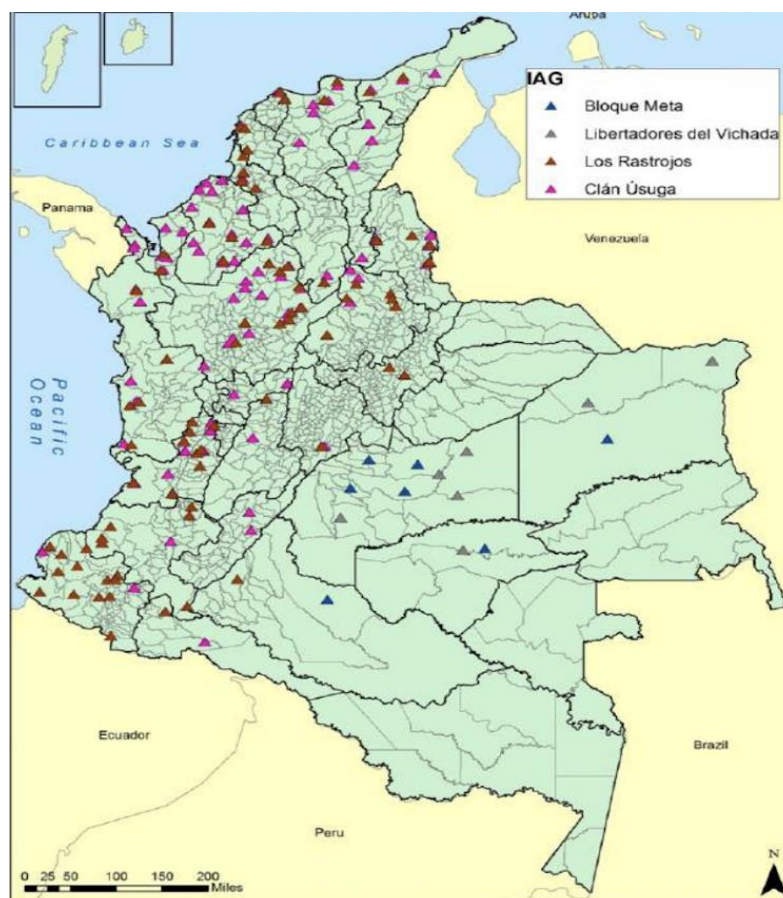 Aruba
IAG
Bloque Meta
Libertadores del Vichada
Los Rastrojos
Clán Úsuga
Caribbean Sea
Panama
Venezuela
Pacific
Ocean
Ecuador
Brazil
Peru
N
0 25 50 100 150 200
Miles